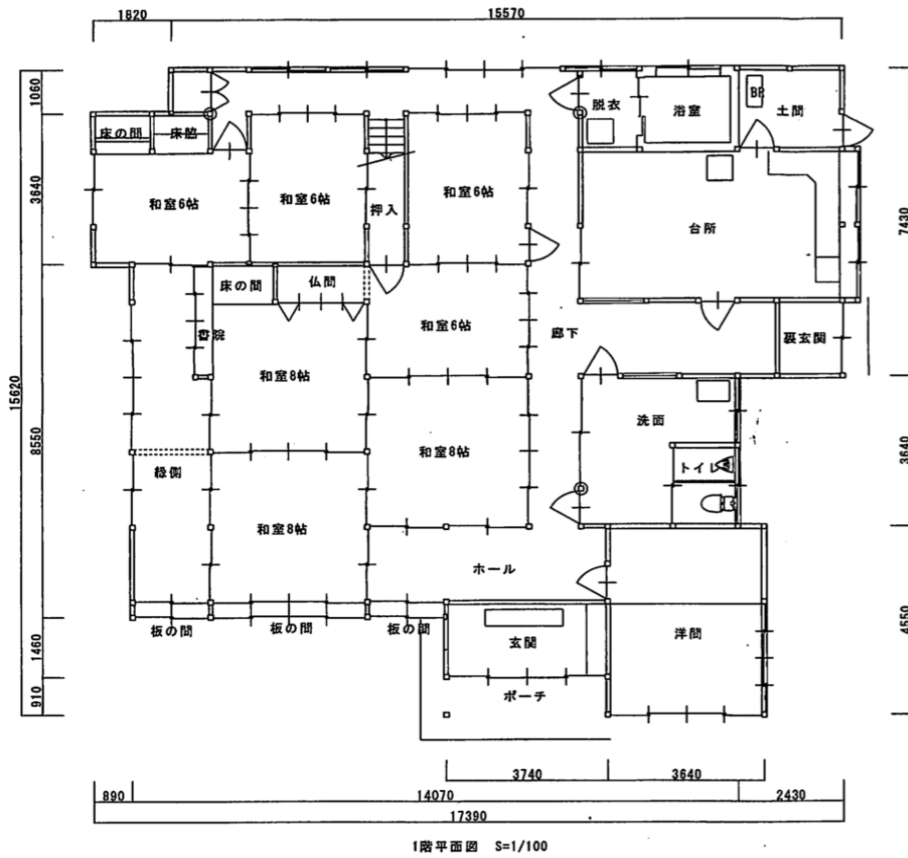 1820
15570
1060
脱衣
浴室
BP
土間
床の間
床脇
3640
和室6帖
和室6帖
押入
和室6帖
台所
7430
床の間
仏間
書院
和室6帖
廊下
裏玄関
和室8帖
15620
8550
洗面
3640
縁側
和室8帖
トイレ
和室8帖
ホール
板の間
板の間
板の間
玄関
洋間
4550
1460
ポーチ
910
3740
3640
890
14070
2430
17390
1階平面図 S=1/100